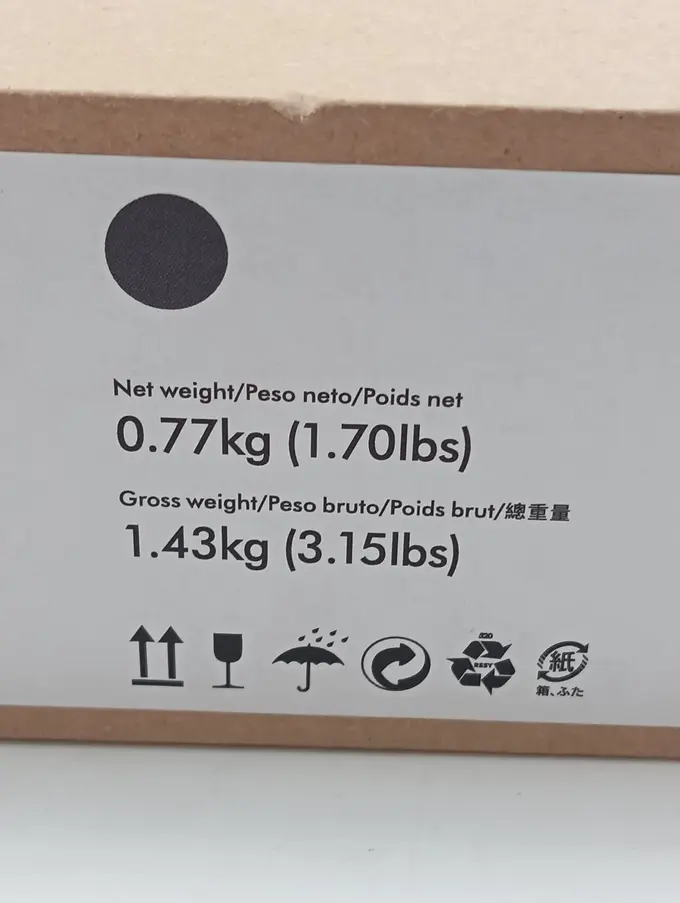 Net weight/Peso neto/Poids net
0.77kg (1.70lbs)
Gross weight/Peso bruto/Poids brut/總重量
1.43kg (3.15lbs)
RESY
紙
箱、ふた